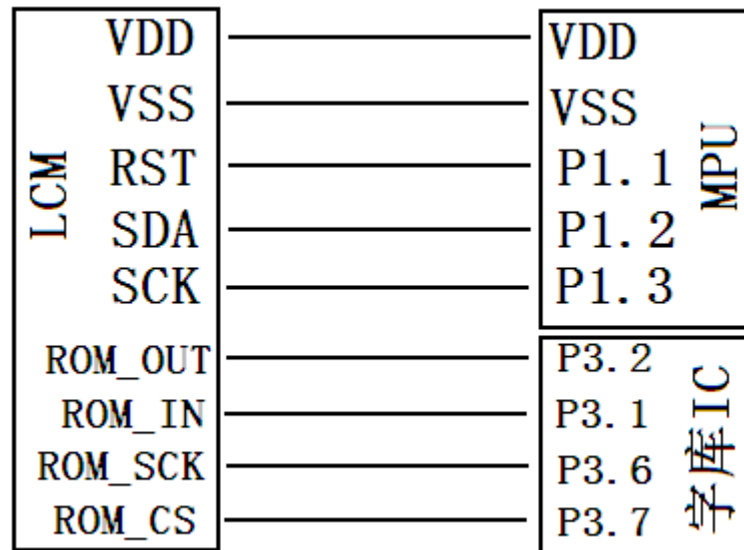 VDD VDD
VSS VSS
RST P1.1
SDA P1.2
SCK P1.3
LCM
MPU
ROM_OUT P3.2
ROM_IN P3.1
ROM_SCK P3.6
ROM_CS P3.7
字库IC